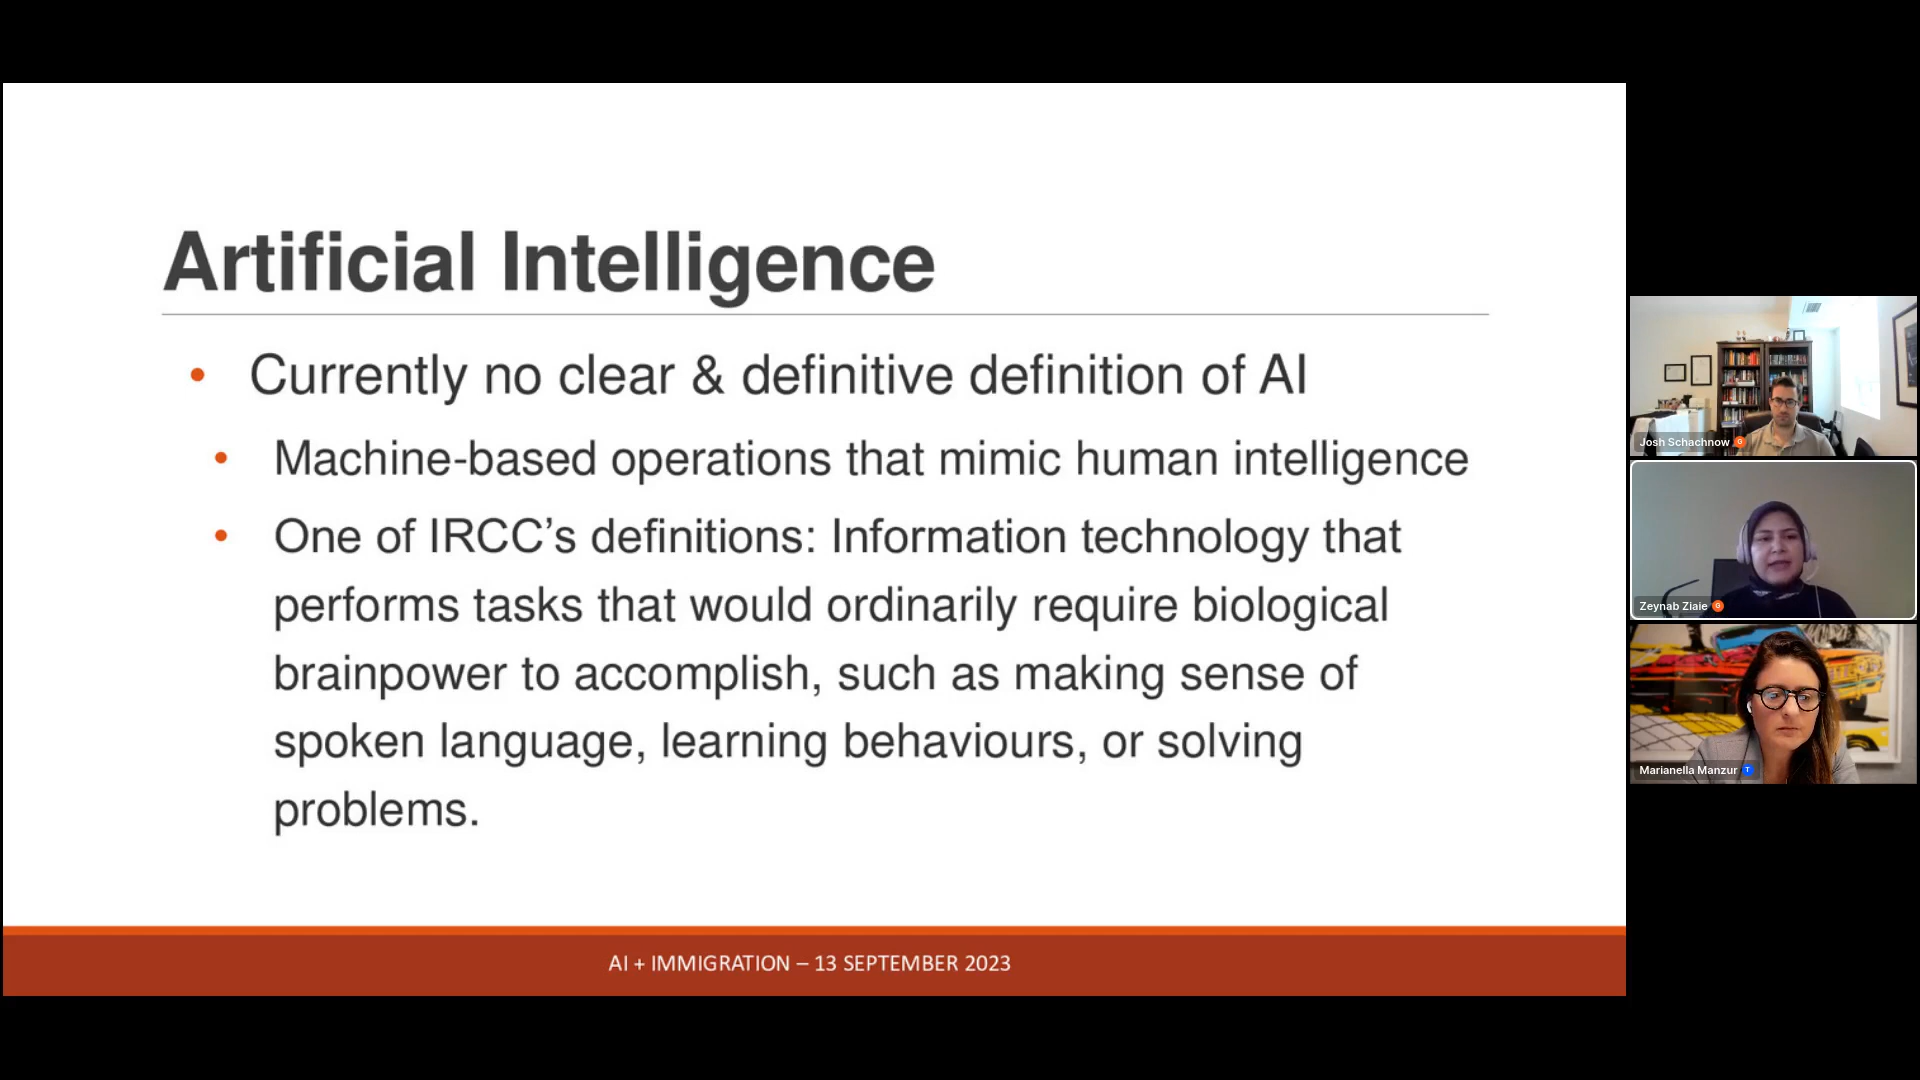 Artificial Intelligence
• Currently no clear & definitive definition of AI
• Machine-based operations that mimic human intelligence
• One of IRCC’s definitions: Information technology that
performs tasks that would ordinarily require biological
brainpower to accomplish, such as making sense of
spoken language, learning behaviours, or solving
problems.
AI + IMMIGRATION – 13 SEPTEMBER 2023
Josh Schachnow G
Zeynab Ziaie G
Marianella Manzur T